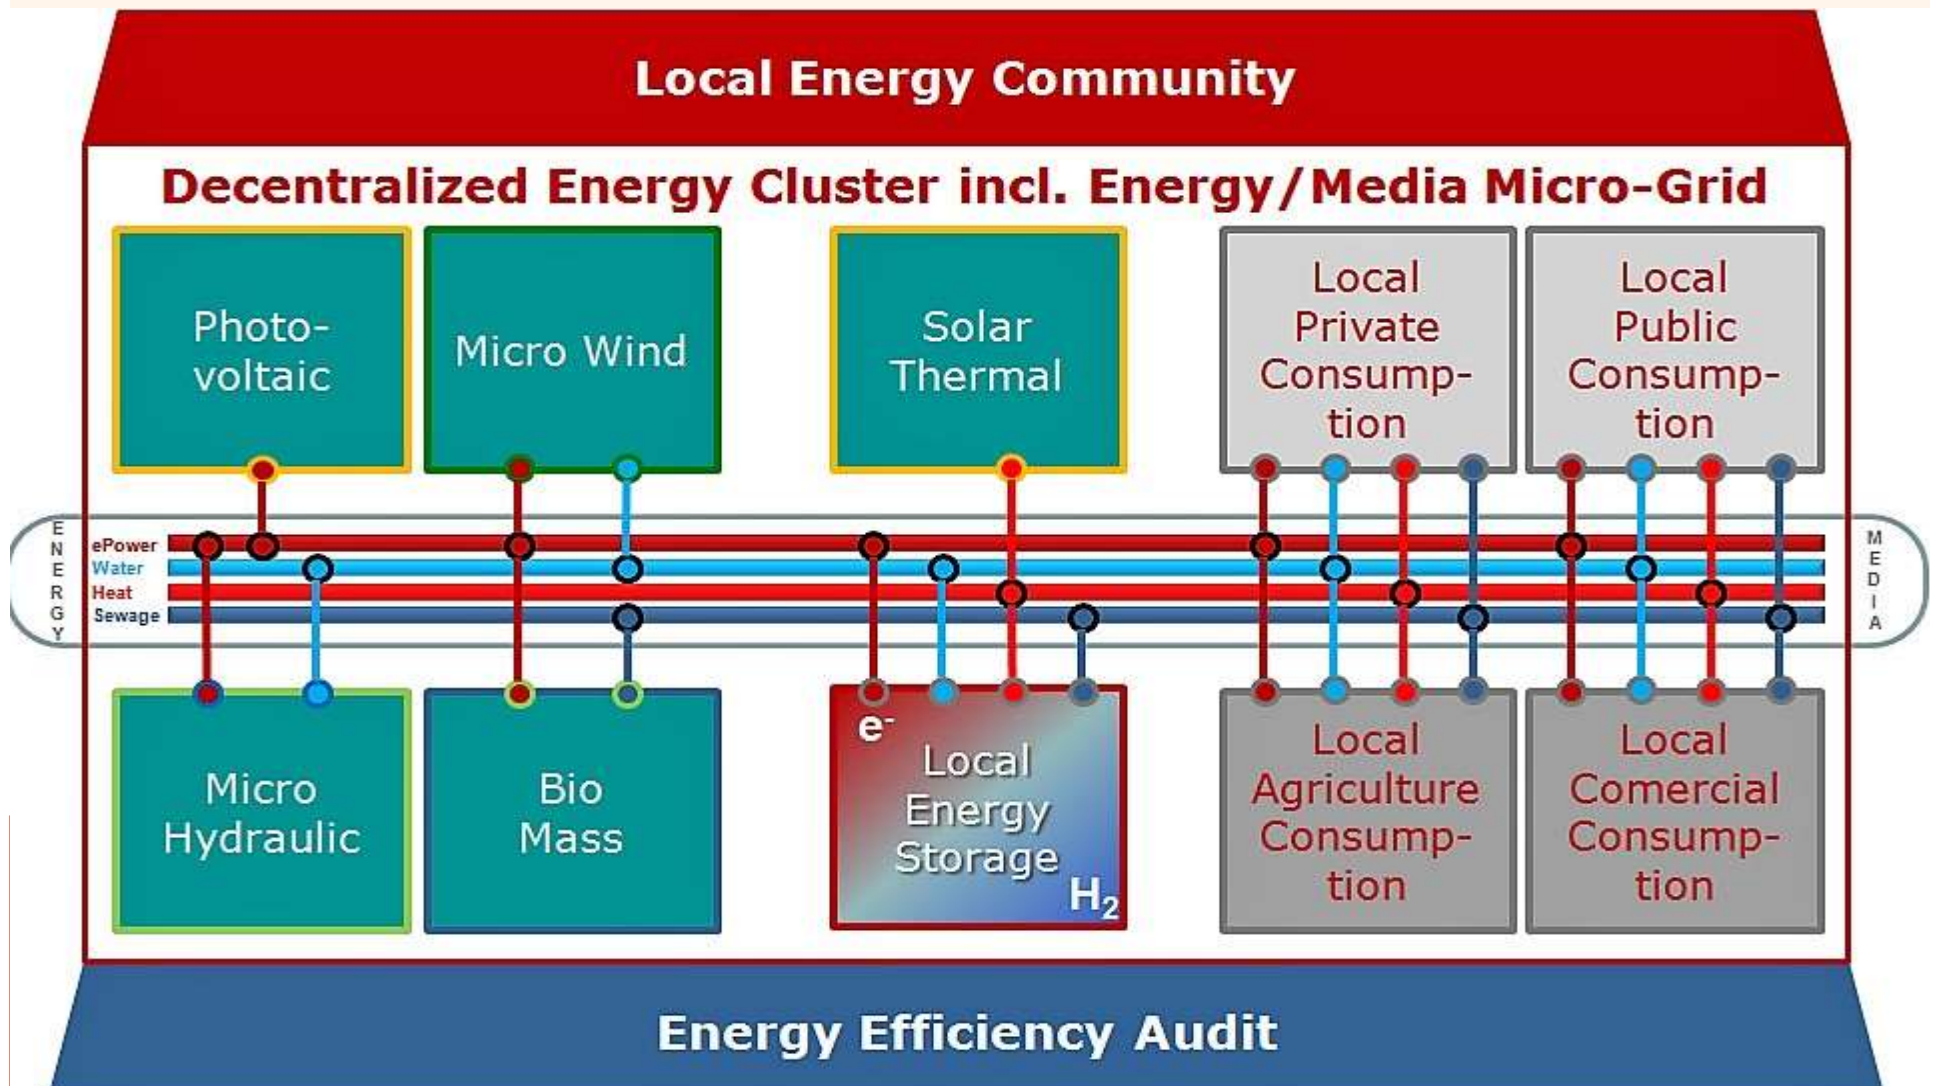 Local Energy Community
Decentralized Energy Cluster incl. Energy/Media Micro-Grid
Photo-
voltaic
Micro Wind
Solar
Thermal
Local
Private
Consump-
tion
Local
Public
Consump-
tion
ENERGY
ePower
Water
Heat
Sewage
MEDIA
Micro
Hydraulic
Bio
Mass
e-
Local
Energy
Storage
H2
Local
Agriculture
Consump-
tion
Local
Comercial
Consump-
tion
Energy Efficiency Audit